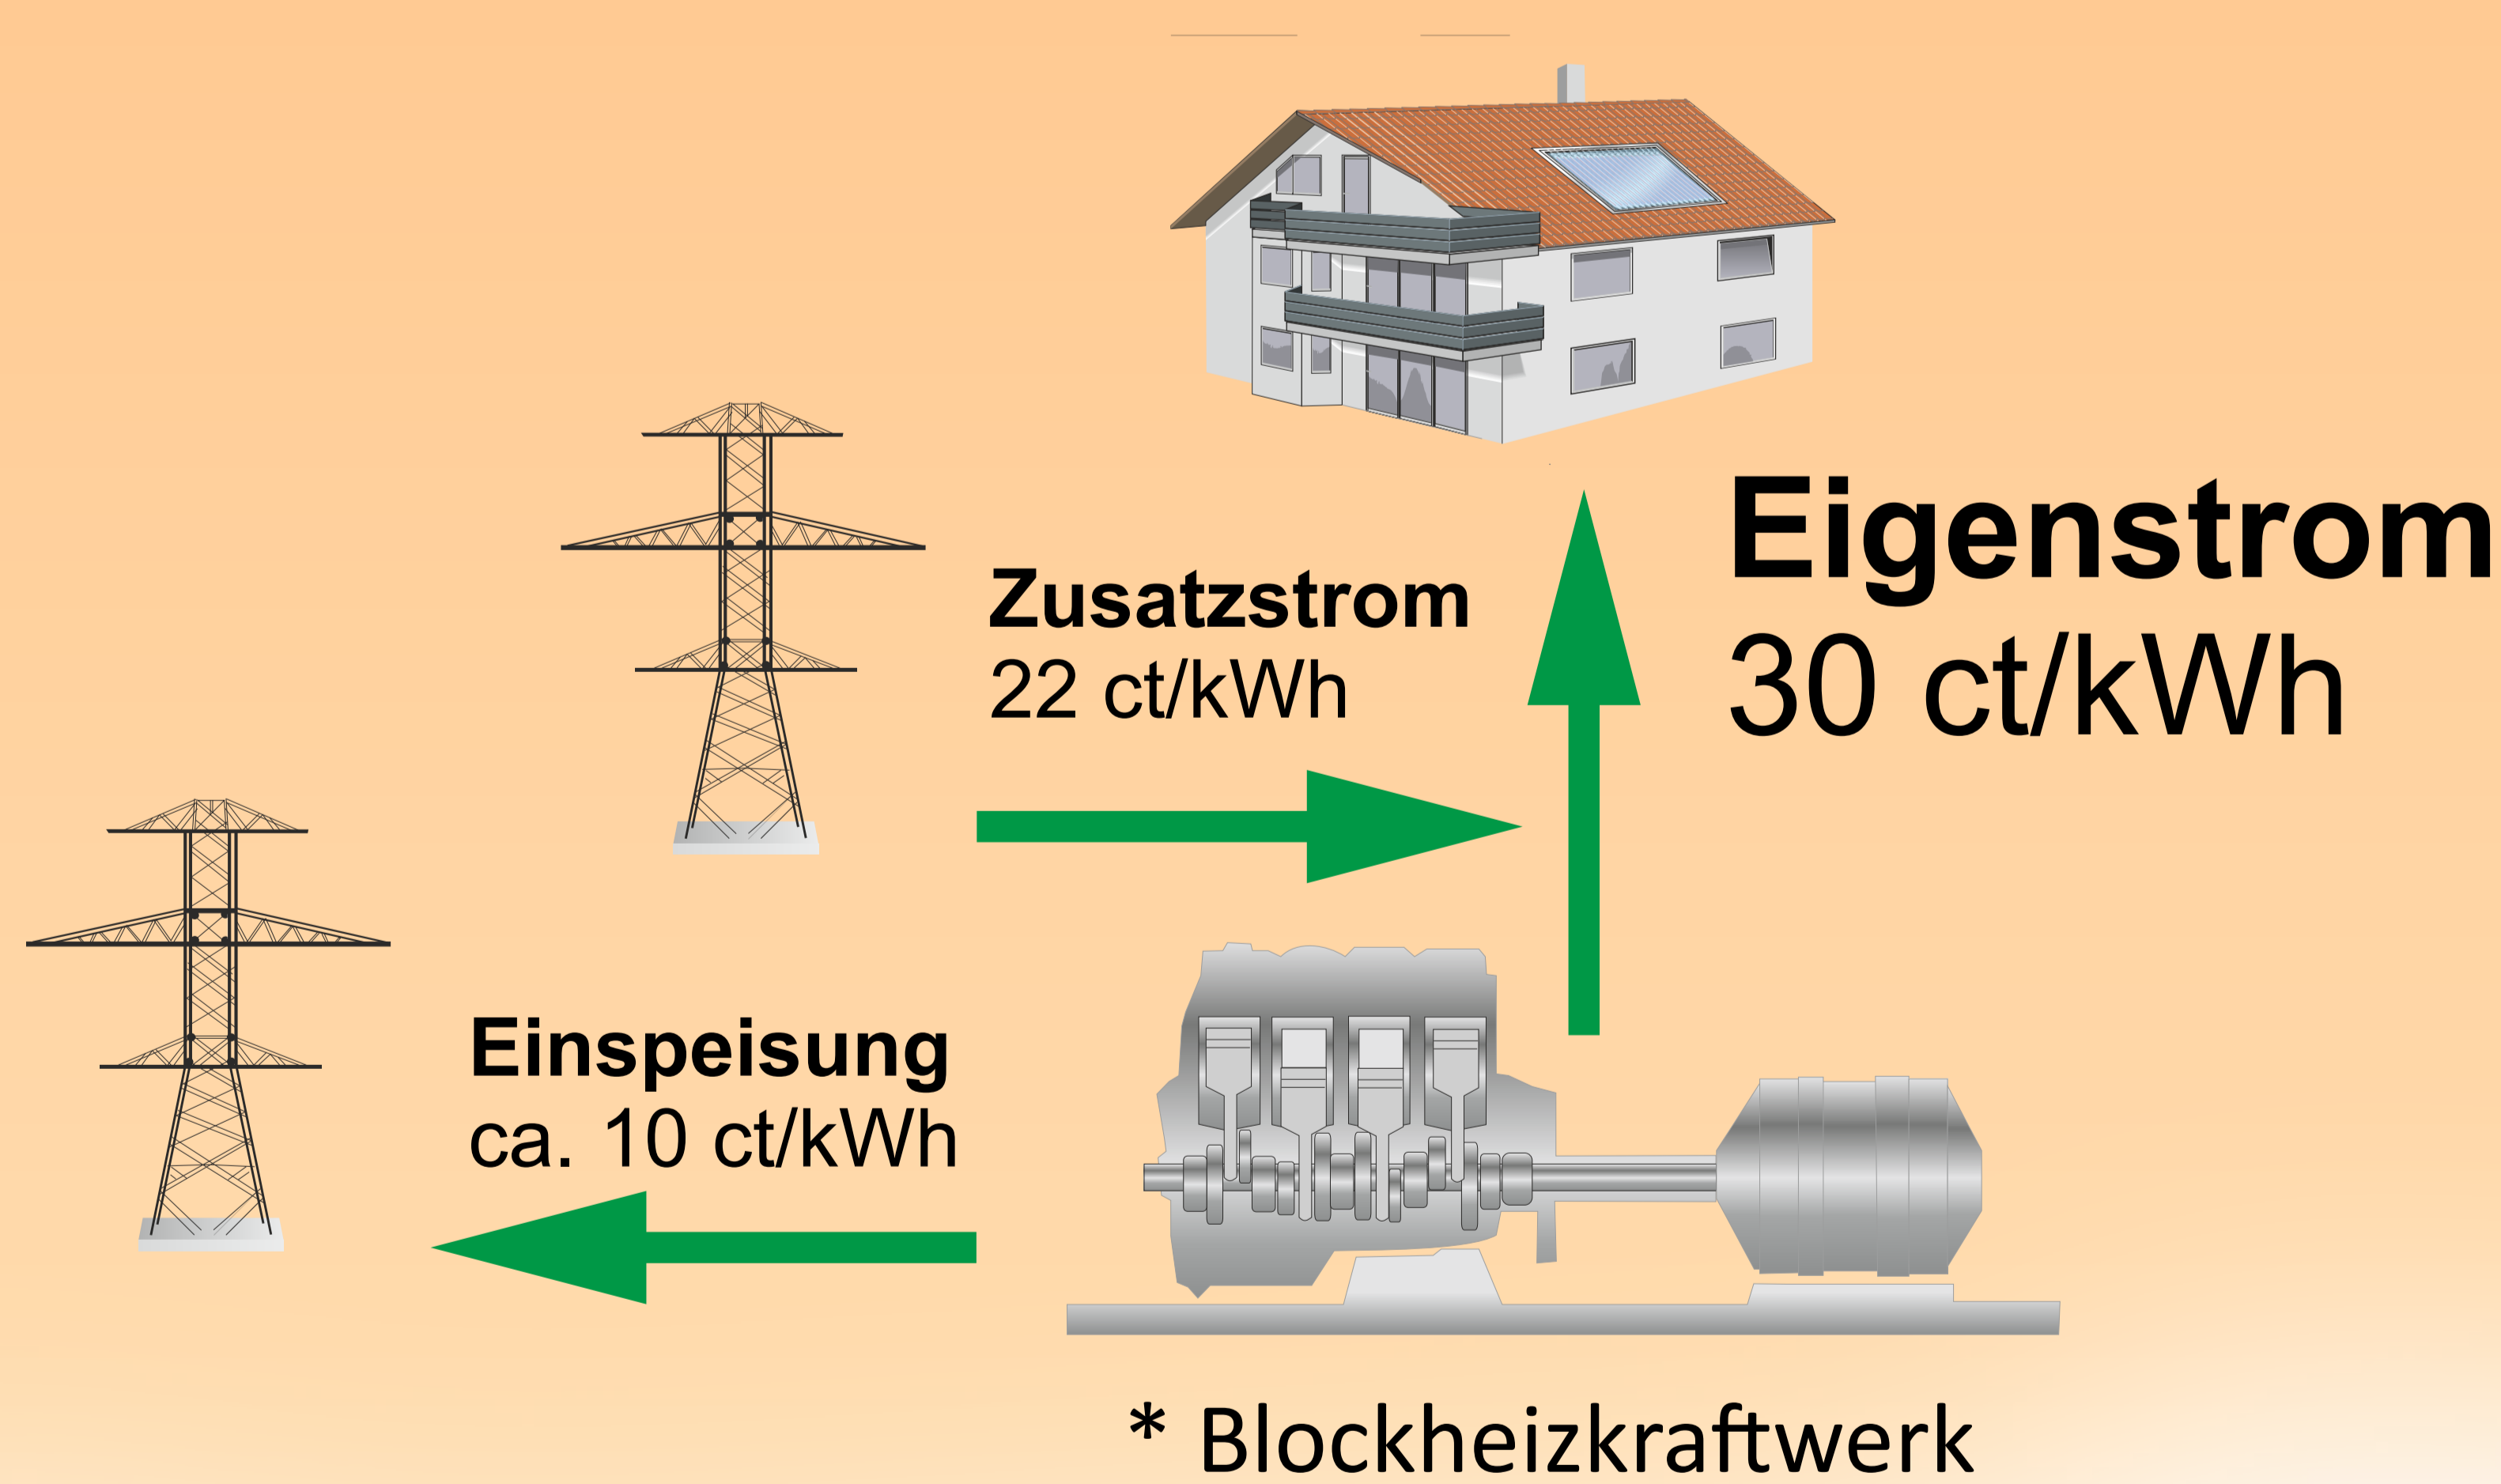 Eigenstrom
30 ct/kWh
Zusatzstrom
22 ct/kWh
Einspeisung
ca. 10 ct/kWh
* Blockheizkraftwerk